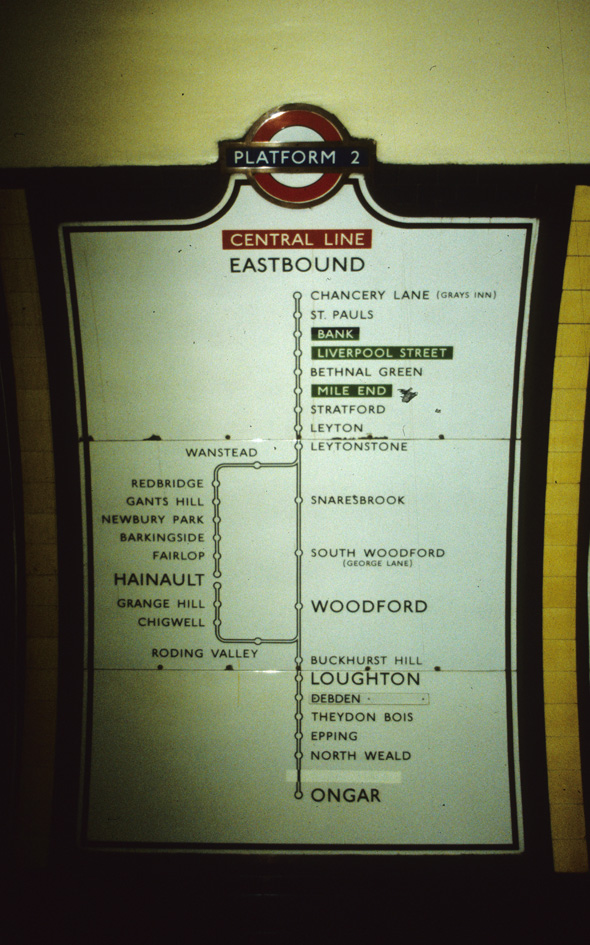 PLATFORM 2
CENTRAL LINE
EASTBOUND
CHANCERY LANE (GRAYS INN)
ST. PAULS
BANK
LIVERPOOL STREET
BETHNAL GREEN
MILE END
STRATFORD
LEYTON
LEYTONSTONE
WANSTEAD
REDBRIDGE
GANTS HILL
NEWBURY PARK
BARKINGSIDE
FAIRLOP
HAINAULT
GRANGE HILL
CHIGWELL
RODING VALLEY
SNARESBROOK
SOUTH WOODFORD
(GEORGE LANE)
WOODFORD
BUCKHURST HILL
LOUGHTON
DEBDEN
THEYDON BOIS
EPPING
NORTH WEALD
ONGAR